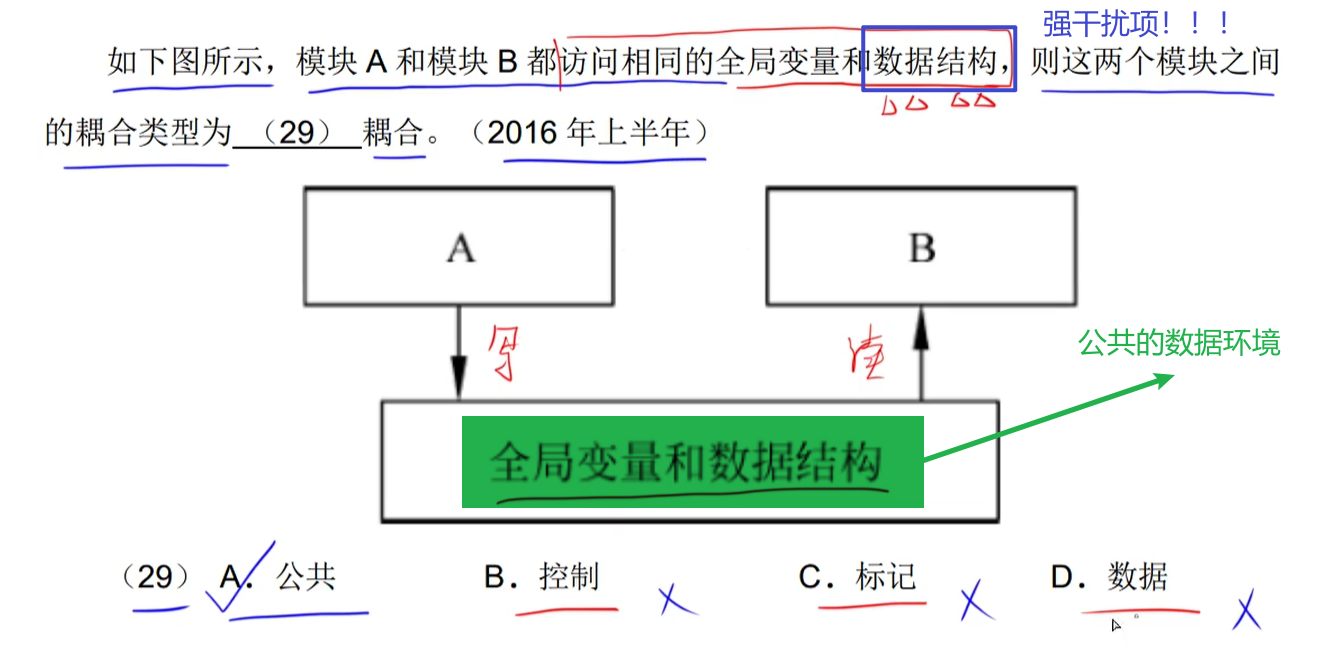 强干扰项！！！
如下图所示，模块 A 和模块 B 都访问相同的全局变量和数据结构，则这两个模块之间
的耦合类型为 （29） 耦合。（2016 年上半年）
A
B
写
读
公共的数据环境
全局变量和数据结构
（29） A．公共 B．控制 C．标记 D．数据